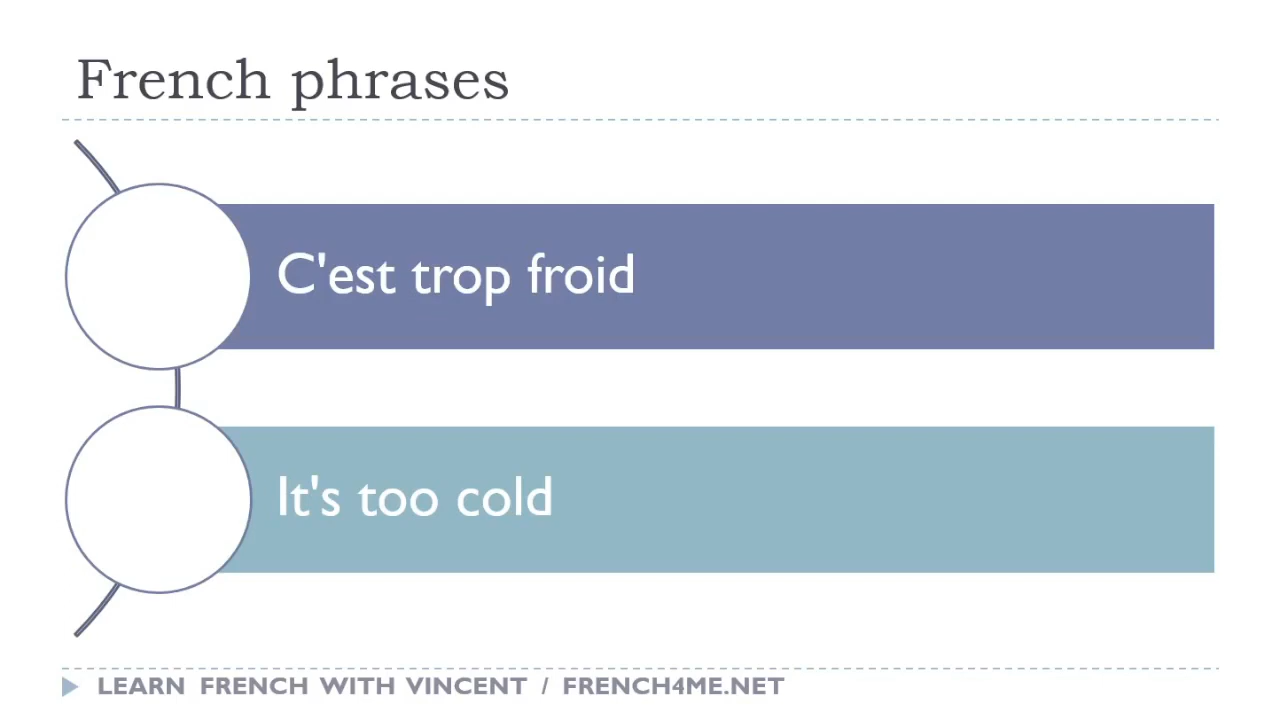 French phrases
C'est trop froid
It's too cold
LEARN FRENCH WITH VINCENT / FRENCH4ME.NET